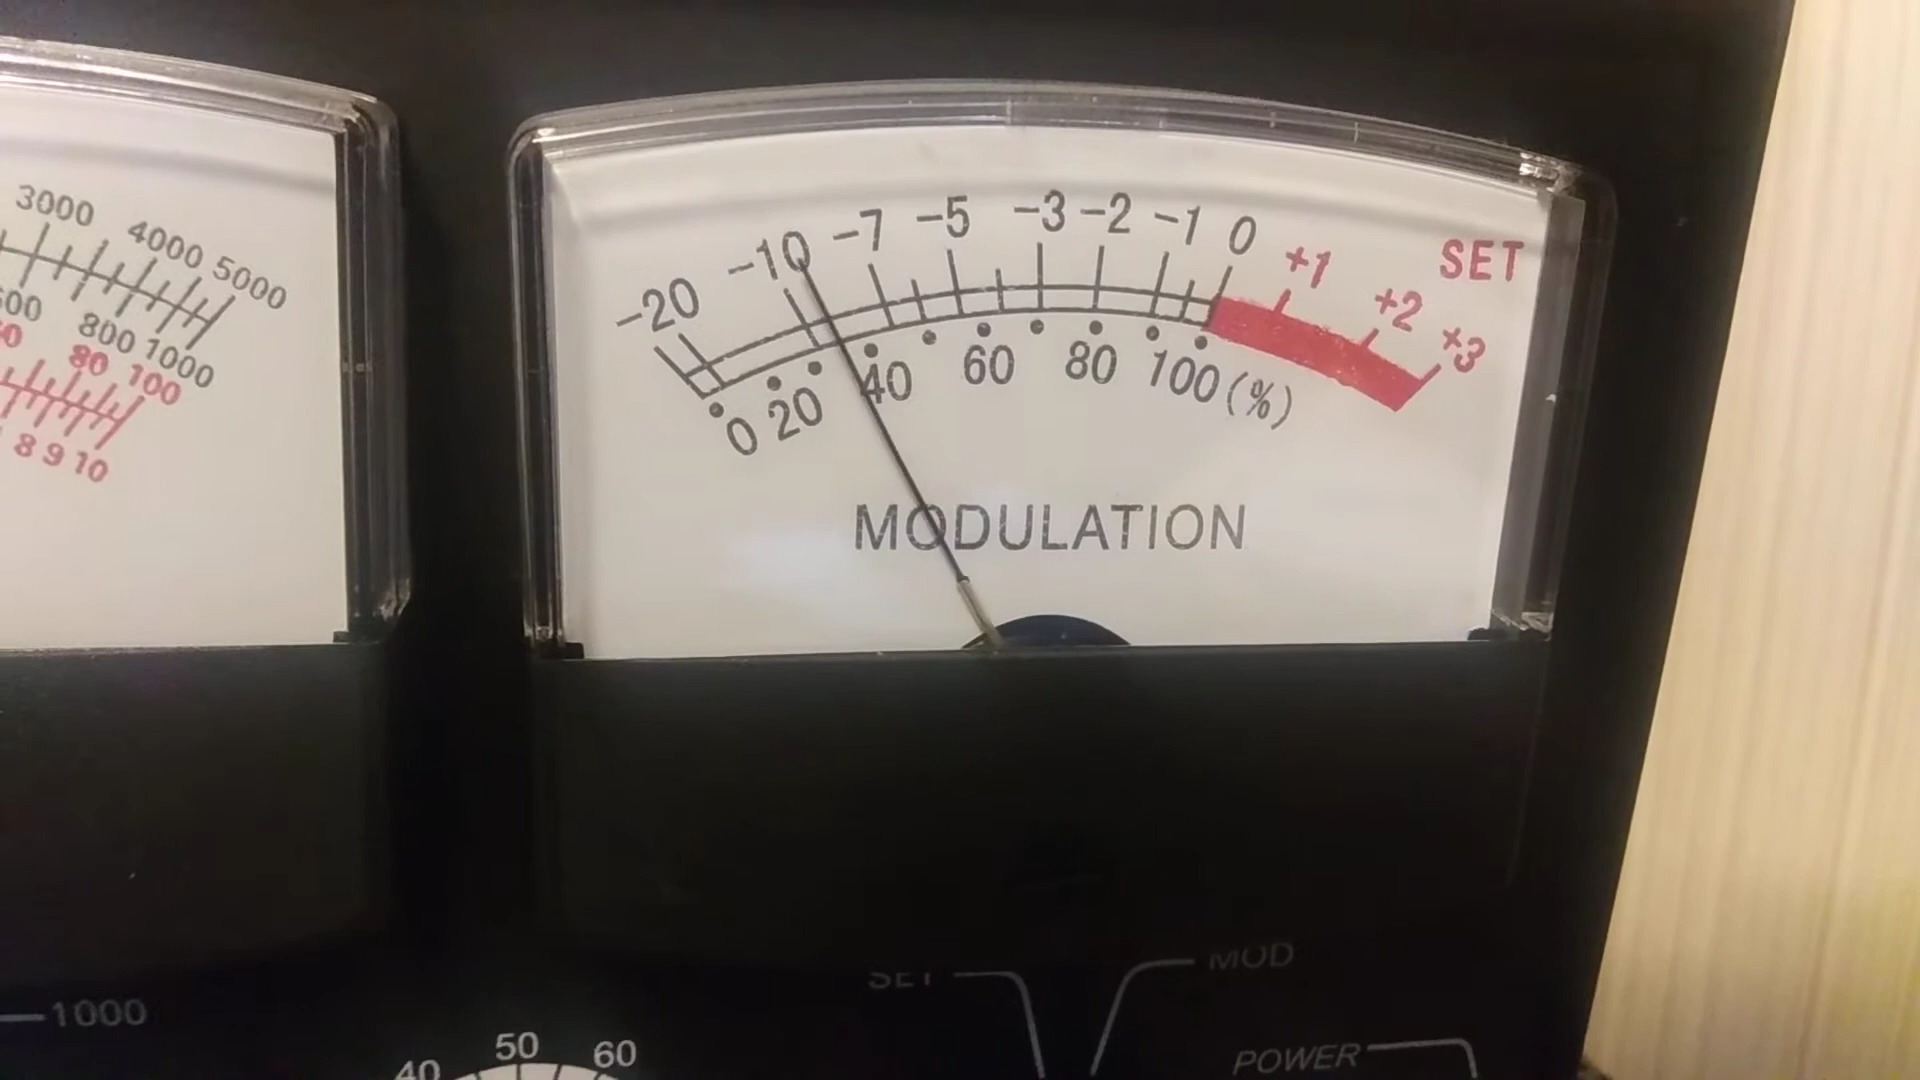 3000 4000 5000
800 1000
80 100
8 9 10
-20 -10 -7 -5 -3 -2 -1 0 +1 +2 +3
SET
0 20 40 60 80 100 (%)
MODULATION
SET MOD
1000
40 50 60
POWER